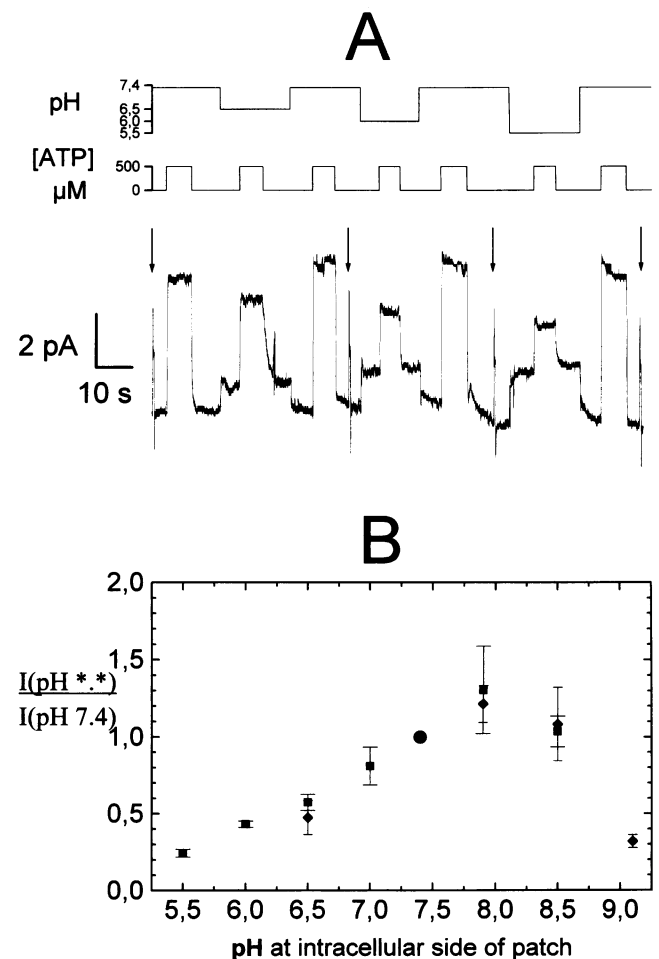 A
pH
7,4
6,5
6,0
5,5
[ATP]
µM
500
0
2 pA
10 s
B
2,0
1,5
1,0
0,5
0,0
I(pH *.*)
I(pH 7.4)
5,5 6,0 6,5 7,0 7,5 8,0 8,5 9,0
pH at intracellular side of patch